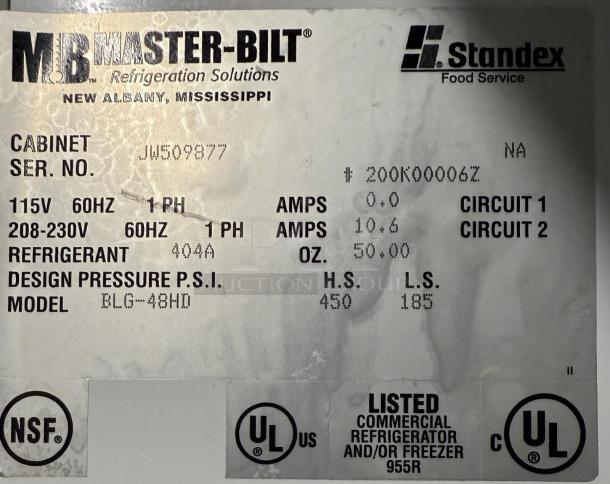 MB MASTER-BILT®
Refrigeration Solutions
NEW ALBANY, MISSISSIPPI
Standex
Food Service
CABINET
SER. NO. JW509877 NA
# 200K00006Z
115V 60HZ 1 PH AMPS 0.0 CIRCUIT 1
208-230V 60HZ 1 PH AMPS 10.6 CIRCUIT 2
REFRIGERANT 404A OZ. 50.00
DESIGN PRESSURE P.S.I. H.S. L.S.
MODEL BLG-48HD 450 185
II
NSF®
UL® US
LISTED
COMMERCIAL
REFRIGERATOR
AND/OR FREEZER
955R
C UL®